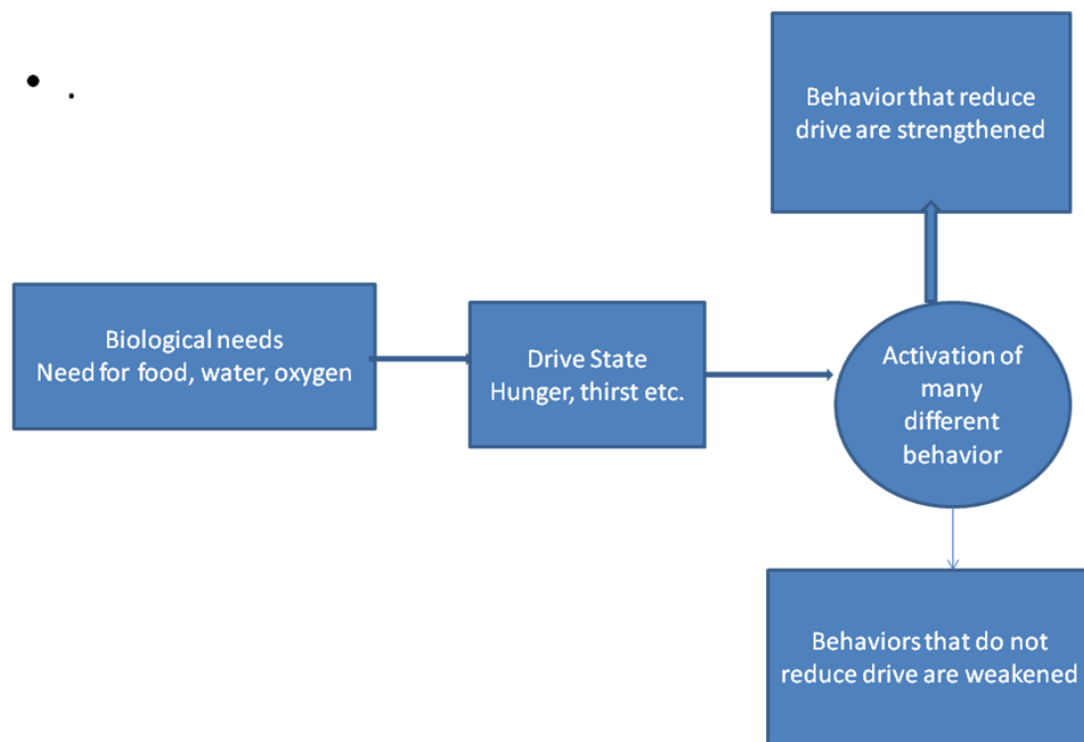 Behavior that reduce
drive are strengthened
Biological needs
Need for food, water, oxygen
Drive State
Hunger, thirst etc.
Activation of
many
different
behavior
Behaviors that do not
reduce drive are weakened